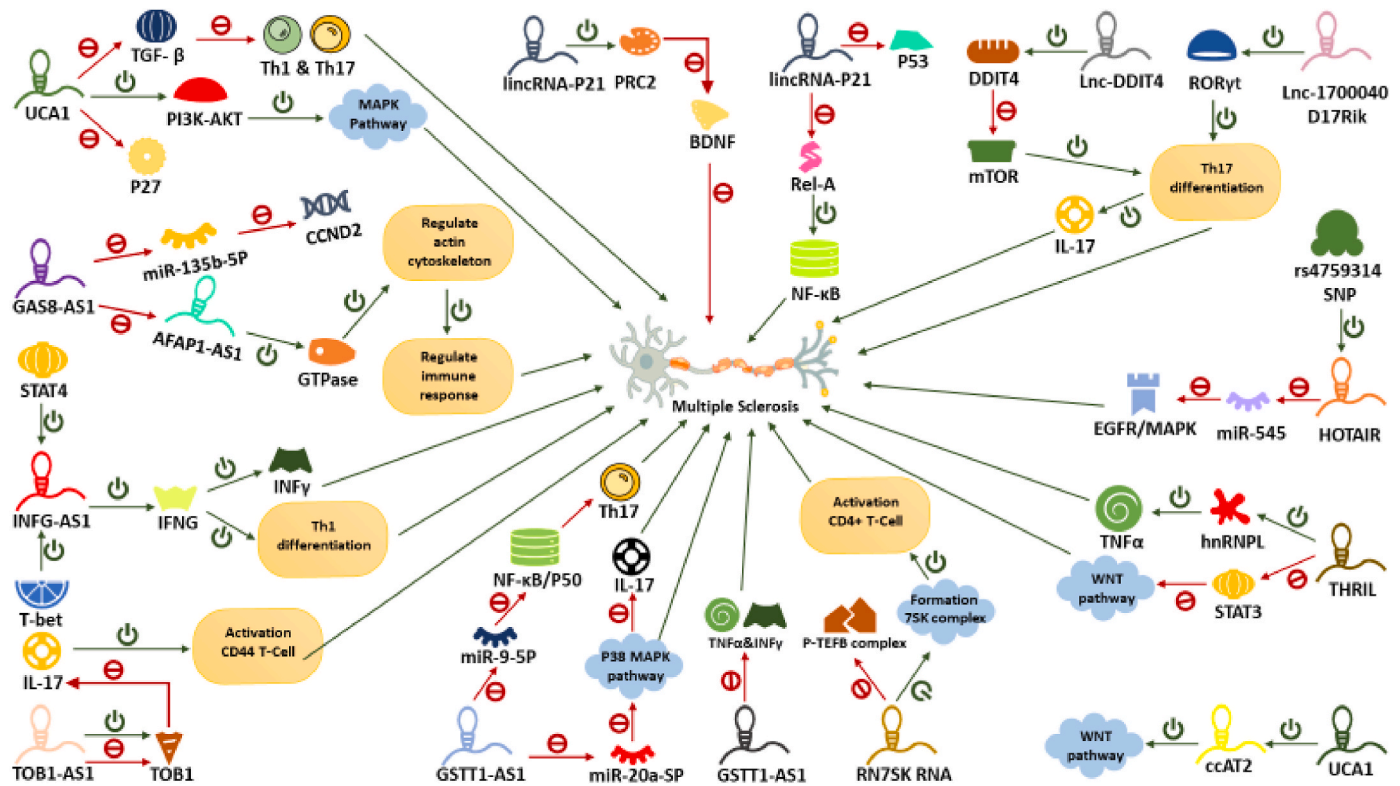 TGF- β
Th1 & Th17
UCA1
PI3K-AKT
MAPK
Pathway
P27
lincRNA-P21
PRC2
BDNF
lincRNA-P21
P53
Rel-A
NF-κB
DDIT4
Lnc-DDIT4
mTOR
RORyt
Lnc-1700040
D17Rik
Th17
differentiation
IL-17
rs4759314
SNP
miR-135b-5P
CCND2
GAS8-AS1
AFAP1-AS1
GTPase
Regulate
actin
cytoskeleton
Regulate
immune
response
Multiple Sclerosis
EGFR/MAPK
miR-545
HOTAIR
STAT4
INFG-AS1
IFNG
INFγ
Th1
differentiation
T-bet
IL-17
Activation
CD44 T-Cell
TOB1-AS1
TOB1
Th17
NF-κB/P50
miR-9-5P
GSTT1-AS1
IL-17
P38 MAPK
pathway
miR-20a-SP
TNFα&INFγ
GSTT1-AS1
Activation
CD4+ T-Cell
Formation
7SK complex
P-TEFB complex
RN7SK RNA
TNFα
hnRNPL
THRIL
WNT
pathway
STAT3
WNT
pathway
ccAT2
UCA1